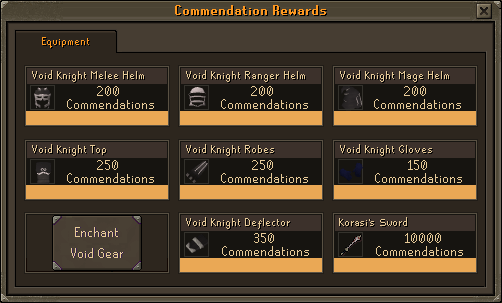 Commendation Rewards
Equipment
Void Knight Melee Helm
200
Commendations
Void Knight Ranger Helm
200
Commendations
Void Knight Mage Helm
200
Commendations
Void Knight Top
250
Commendations
Void Knight Robes
250
Commendations
Void Knight Gloves
150
Commendations
Enchant
Void Gear
Void Knight Deflector
350
Commendations
Korasi's Sword
10000
Commendations